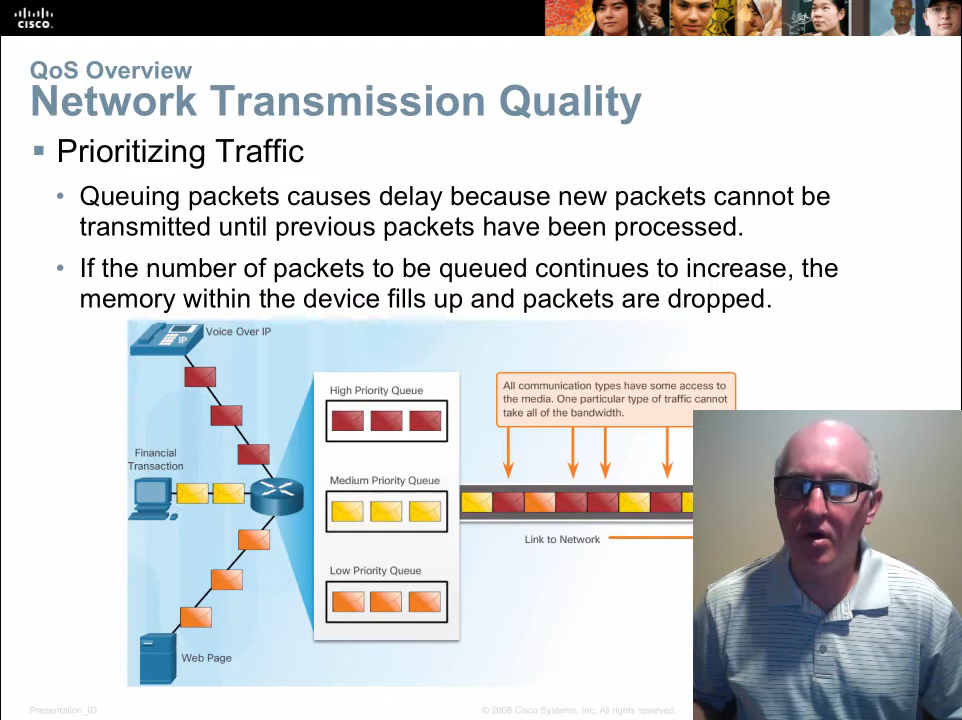 CISCO
QoS Overview
Network Transmission Quality
Prioritizing Traffic
Queuing packets causes delay because new packets cannot be
transmitted until previous packets have been processed.
If the number of packets to be queued continues to increase, the
memory within the device fills up and packets are dropped.
Voice Over IP
IP
High Priority Queue
All communication types have some access to
the media. One particular type of traffic cannot
take all of the bandwidth.
Financial
Transaction
Medium Priority Queue
Link to Network
Low Priority Queue
Web Page
Presentation_ID
© 2008 Cisco Systems, Inc. All rights reserved.